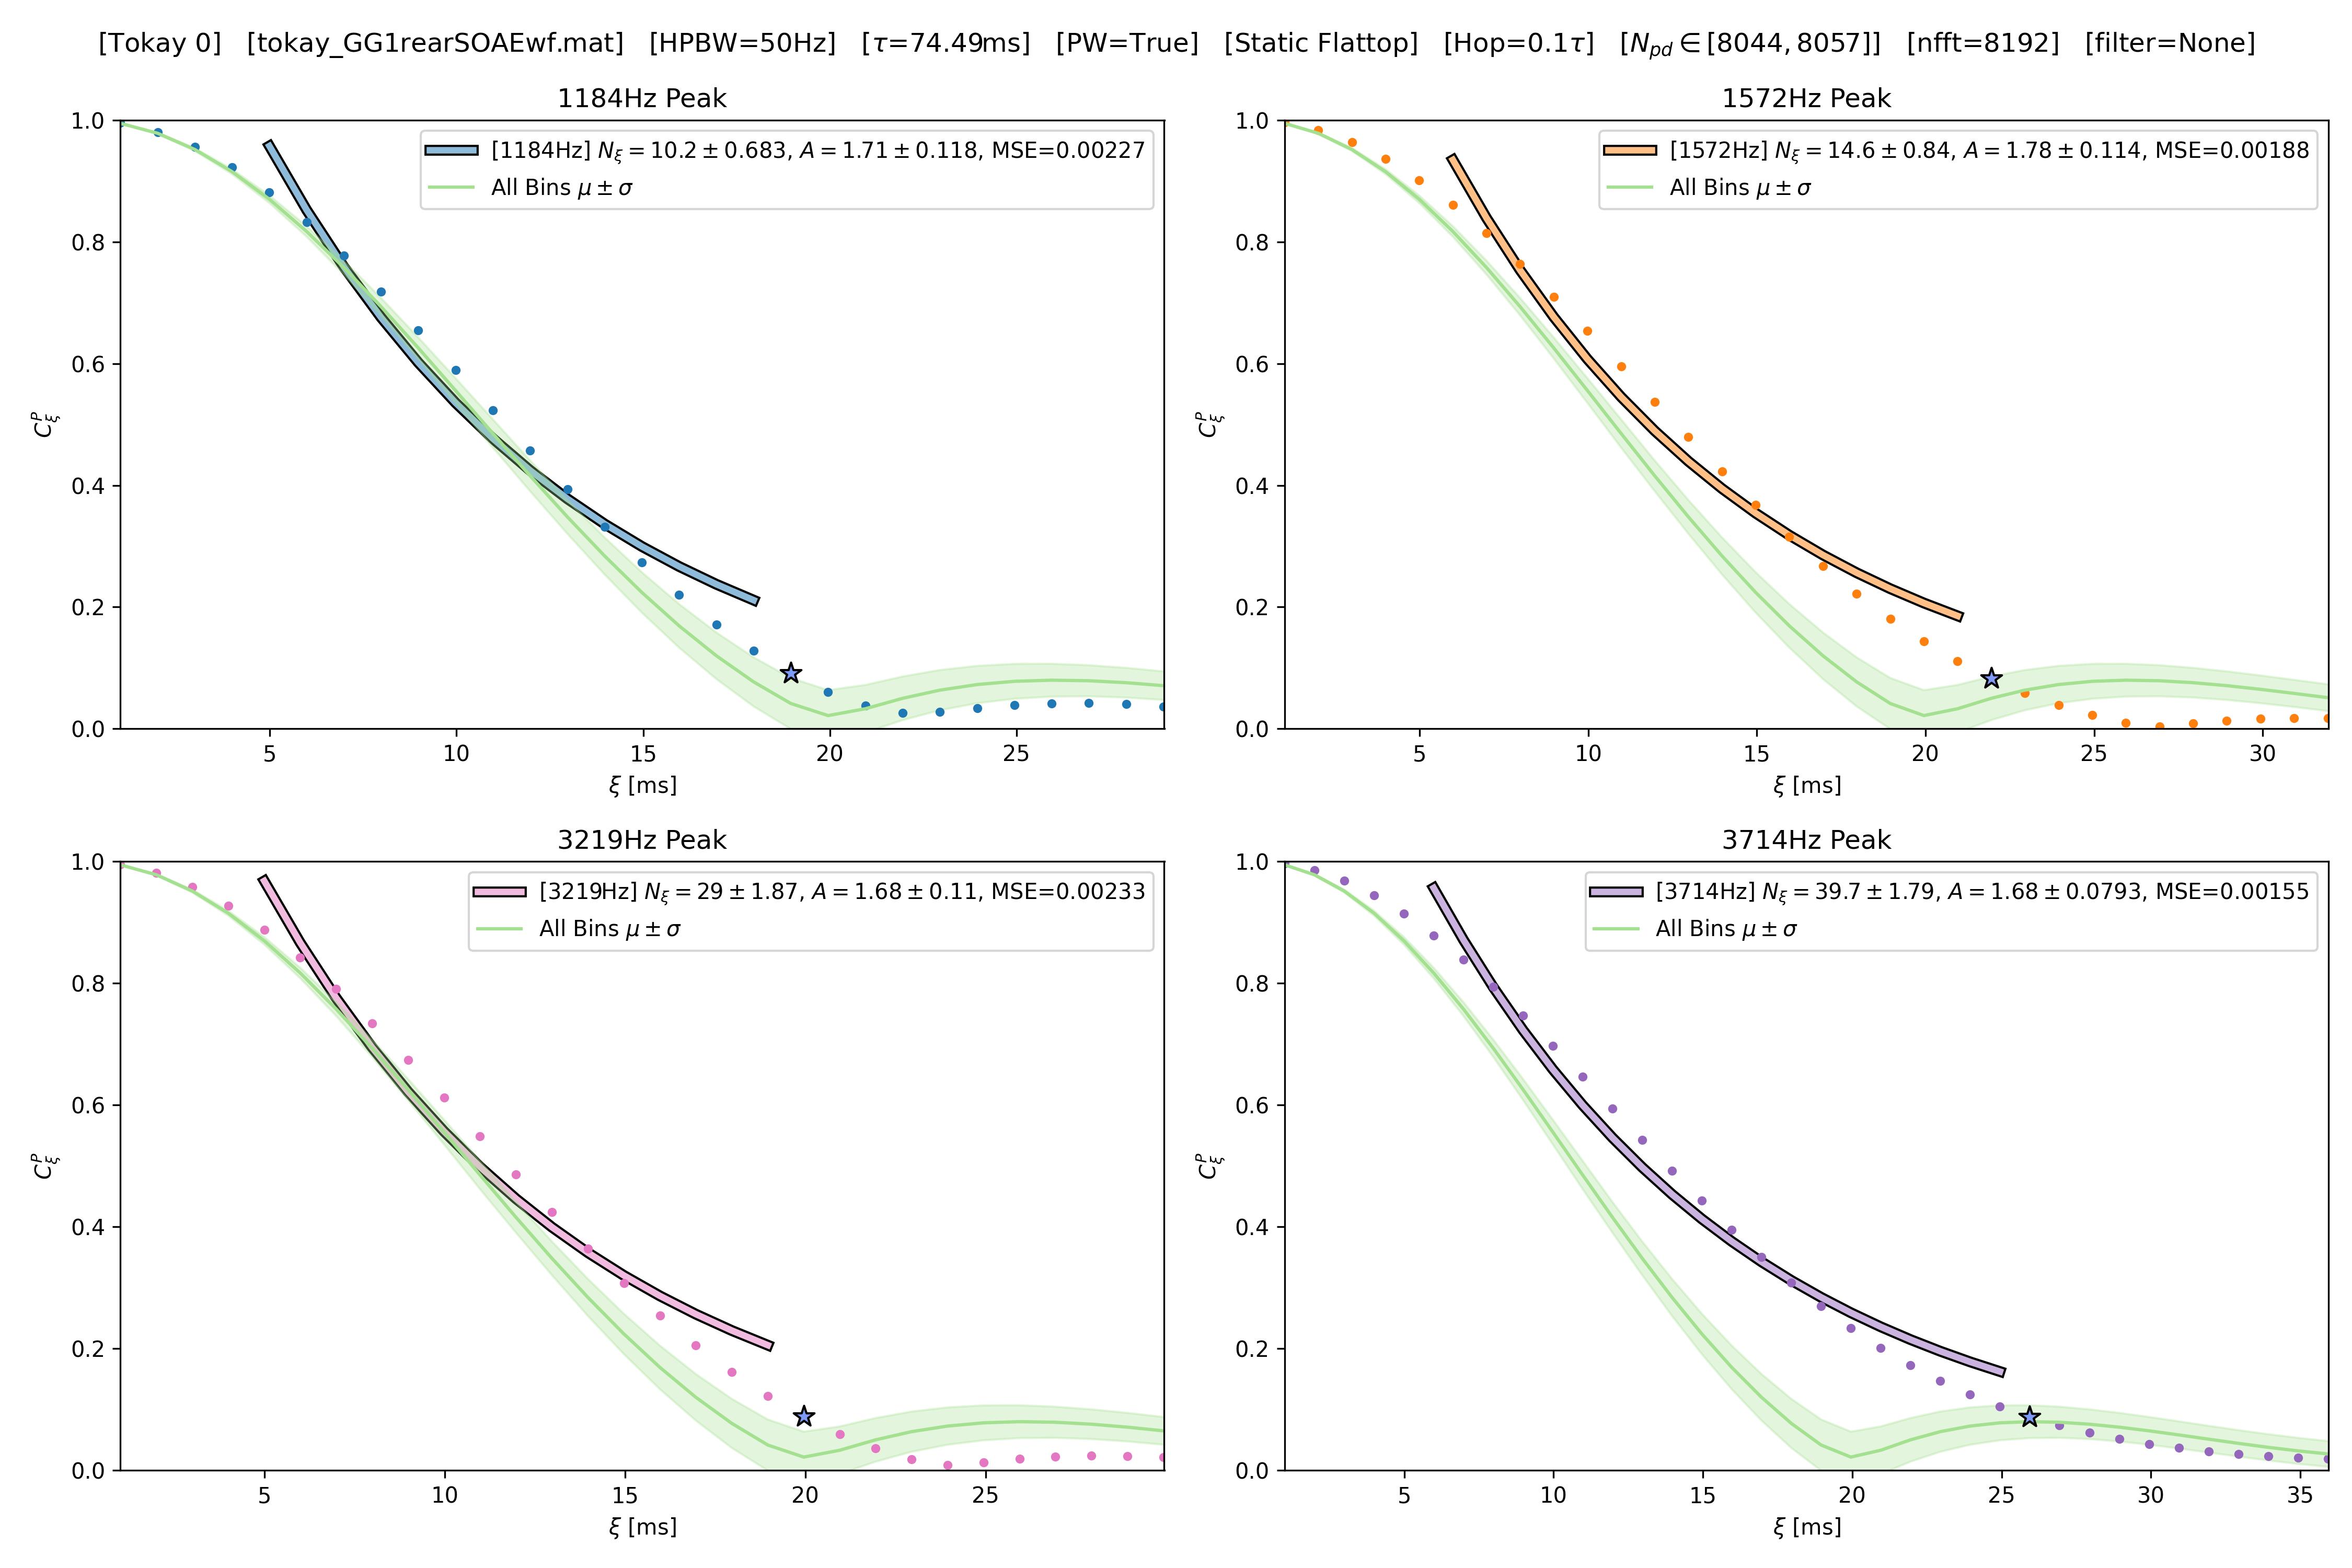 [Tokay 0] [tokay_GG1rearSOAEwf.mat] [HPBW=50Hz] [τ=74.49ms] [PW=True] [Static Flattop] [Hop=0.1τ] [N_pd ∈ [8044, 8057]] [nfft=8192] [filter=None]
1184Hz Peak
[1184Hz] N_ξ = 10.2 ± 0.683, A = 1.71 ± 0.118, MSE=0.00227
All Bins μ ± σ
1.0
0.8
0.6
0.4
0.2
0.0
C_ξ^P
5 10 15 20 25
ξ [ms]
1572Hz Peak
[1572Hz] N_ξ = 14.6 ± 0.84, A = 1.78 ± 0.114, MSE=0.00188
All Bins μ ± σ
1.0
0.8
0.6
0.4
0.2
0.0
C_ξ^P
5 10 15 20 25 30
ξ [ms]
3219Hz Peak
[3219Hz] N_ξ = 29 ± 1.87, A = 1.68 ± 0.11, MSE=0.00233
All Bins μ ± σ
1.0
0.8
0.6
0.4
0.2
0.0
C_ξ^P
5 10 15 20 25
ξ [ms]
3714Hz Peak
[3714Hz] N_ξ = 39.7 ± 1.79, A = 1.68 ± 0.0793, MSE=0.00155
All Bins μ ± σ
1.0
0.8
0.6
0.4
0.2
0.0
C_ξ^P
5 10 15 20 25 30 35
ξ [ms]